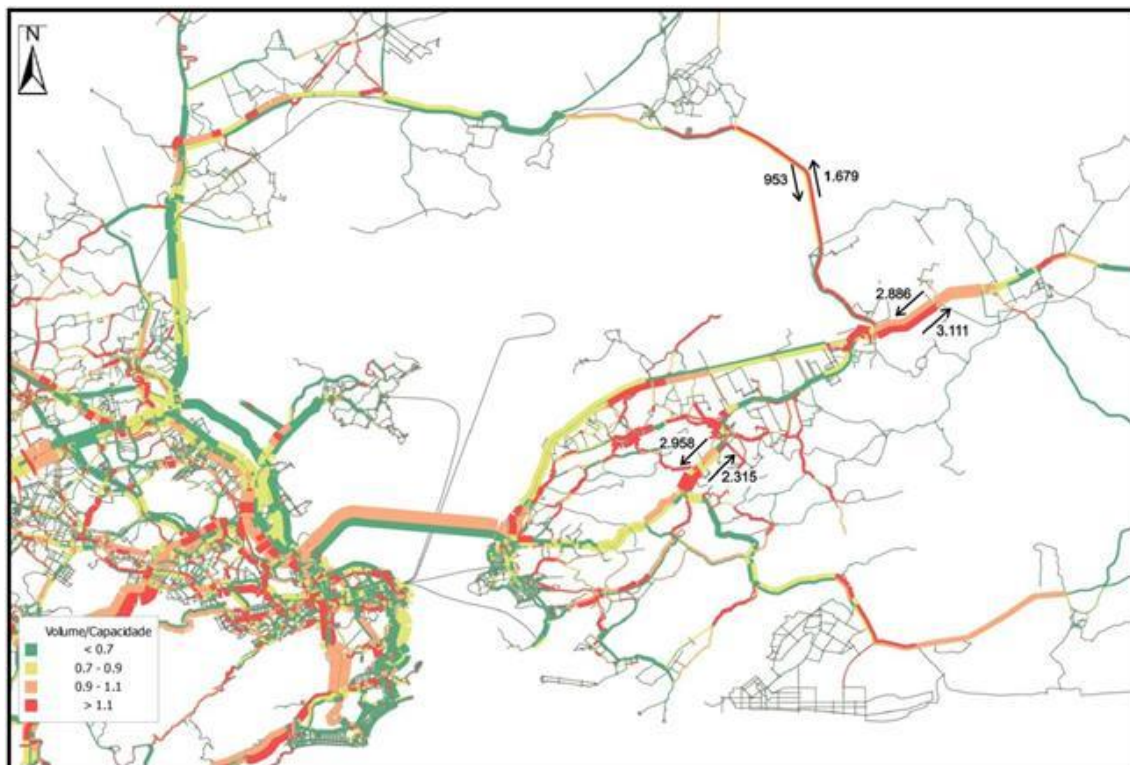 N
953
1.679
2.886
3.111
2.958
2.315
Volume/Capacidade
< 0.7
0.7 - 0.9
0.9 - 1.1
> 1.1